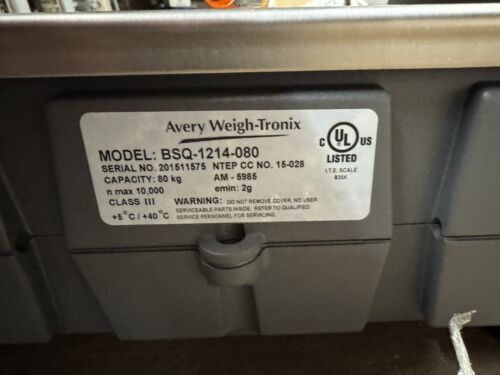 Avery Weigh-Tronix
MODEL: BSQ-1214-080
SERIAL NO. 201511575 NTEP CC NO. 15-028
CAPACITY: 80 kg AM - 5985
n max 10,000 emin: 2g
CLASS III WARNING: DO NOT REMOVE COVER, NO USER
SERVICEABLE PARTS INSIDE. REFER TO AUTHORIZED
+5°C / +40°C SERVICE PERSONNEL FOR SERVICING.
C UL US
LISTED
I.T.E. SCALE
835K